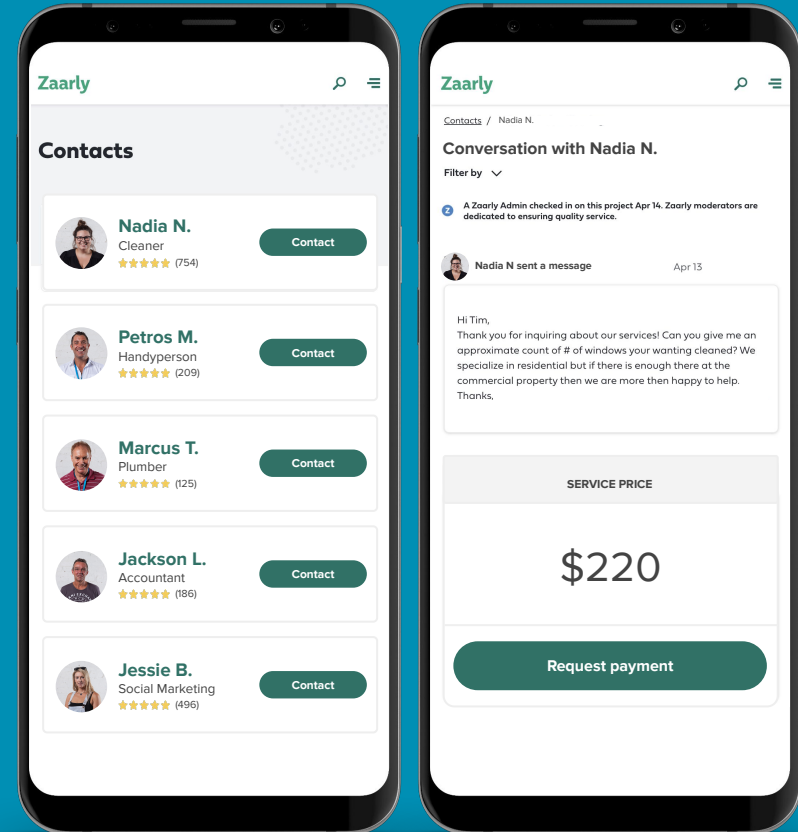 Zaarly
Contacts
Nadia N.
Cleaner
(754)
Contact
Petros M.
Handyperson
(209)
Contact
Marcus T.
Plumber
(125)
Contact
Jackson L.
Accountant
(186)
Contact
Jessie B.
Social Marketing
(496)
Contact
Zaarly
Contacts / Nadia N.
Conversation with Nadia N.
Filter by
Z
A Zaarly Admin checked in on this project Apr 14. Zaarly moderators are
dedicated to ensuring quality service.
Nadia N sent a message Apr 13
Hi Tim,
Thank you for inquiring about our services! Can you give me an
approximate count of # of windows your wanting cleaned? We
specialize in residential but if there is enough there at the
commercial property then we are more then happy to help.
Thanks,
SERVICE PRICE
$220
Request payment